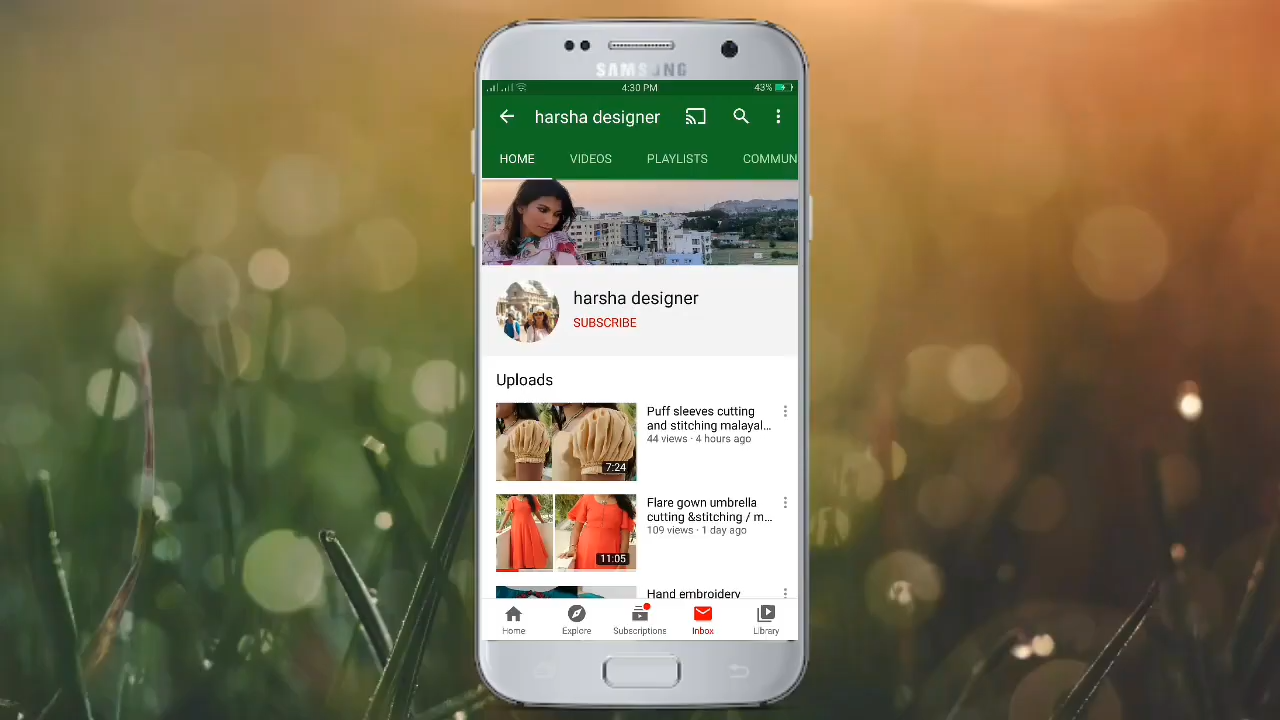 SAMSUNG
4:30 PM
43%
harsha designer
HOME
VIDEOS
PLAYLISTS
COMMUN
harsha designer
SUBSCRIBE
Uploads
Puff sleeves cutting
and stitching malayal...
44 views · 4 hours ago
7:24
Flare gown umbrella
cutting &stitching / m...
109 views · 1 day ago
11:05
Hand embroidery
Home
Explore
Subscriptions
Inbox
Library